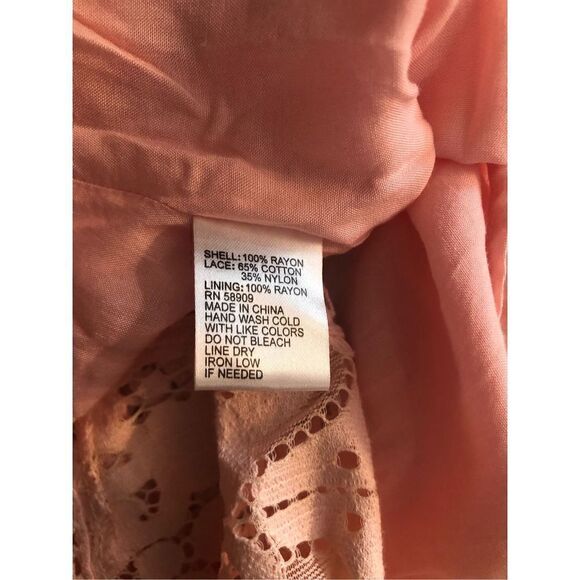 SHELL: 100% RAYON
LACE: 65% COTTON
35% NYLON
LINING: 100% RAYON
RN 58909
MADE IN CHINA
HAND WASH COLD
WITH LIKE COLORS
DO NOT BLEACH
LINE DRY
IRON LOW
IF NEEDED